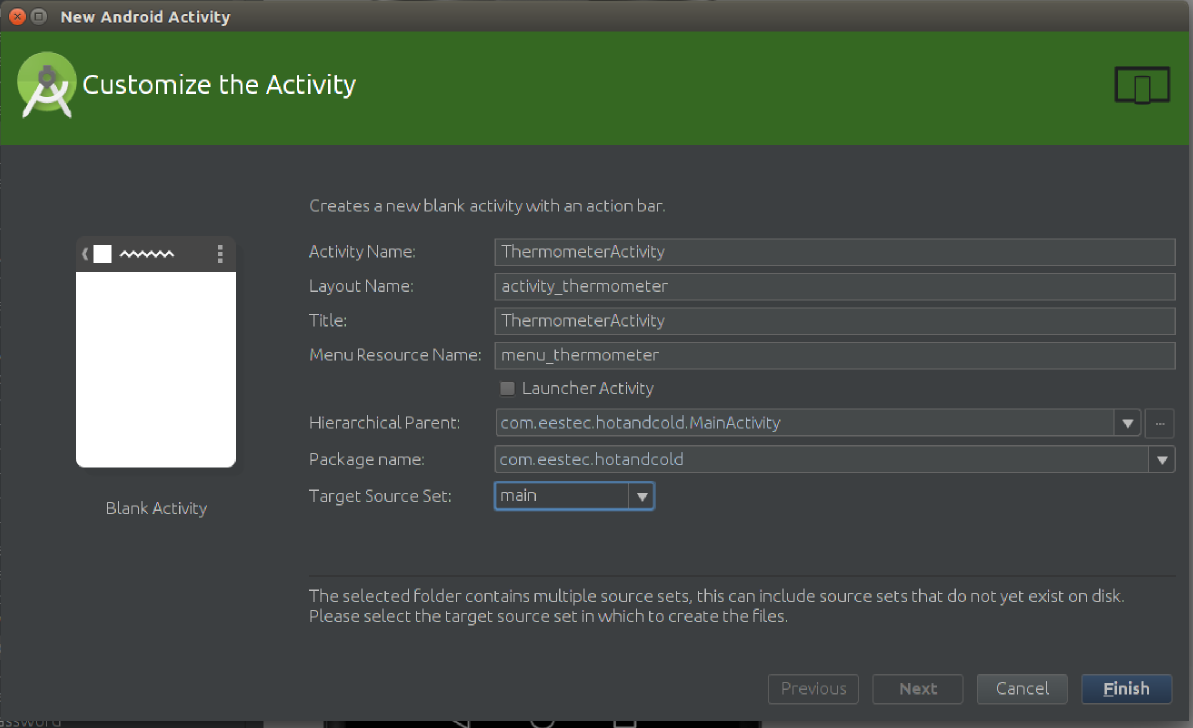 New Android Activity
Customize the Activity
Creates a new blank activity with an action bar.
Activity Name: ThermometerActivity
Layout Name: activity_thermometer
Title: ThermometerActivity
Menu Resource Name: menu_thermometer
Launcher Activity
Hierarchical Parent: com.eestec.hotandcold.MainActivity ...
Package name: com.eestec.hotandcold
Target Source Set: main
Blank Activity
The selected folder contains multiple source sets, this can include source sets that do not yet exist on disk.
Please select the target source set in which to create the files.
Previous Next Cancel Finish